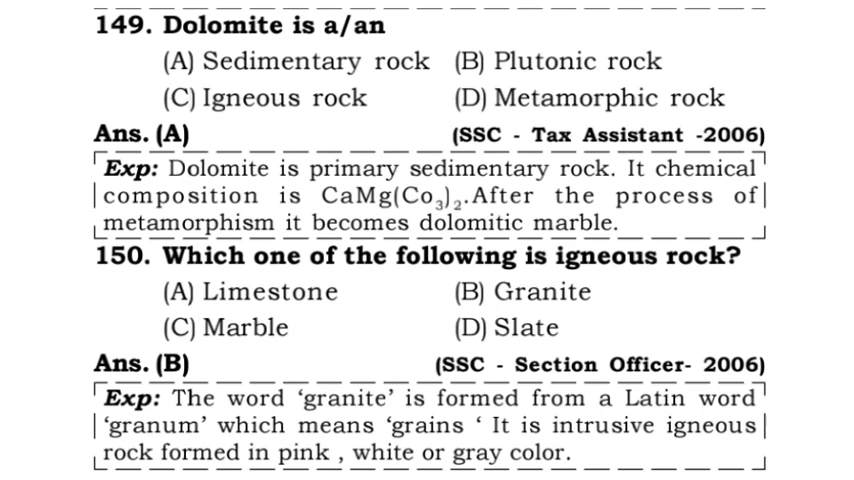 149. Dolomite is a/an
(A) Sedimentary rock (B) Plutonic rock
(C) Igneous rock (D) Metamorphic rock
Ans. (A) (SSC - Tax Assistant -2006)
Exp: Dolomite is primary sedimentary rock. It chemical
composition is CaMg(Co₃)₂.After the process of
metamorphism it becomes dolomitic marble.
150. Which one of the following is igneous rock?
(A) Limestone (B) Granite
(C) Marble (D) Slate
Ans. (B) (SSC - Section Officer- 2006)
Exp: The word ‘granite’ is formed from a Latin word
‘granum’ which means ‘grains ‘ It is intrusive igneous
rock formed in pink , white or gray color.